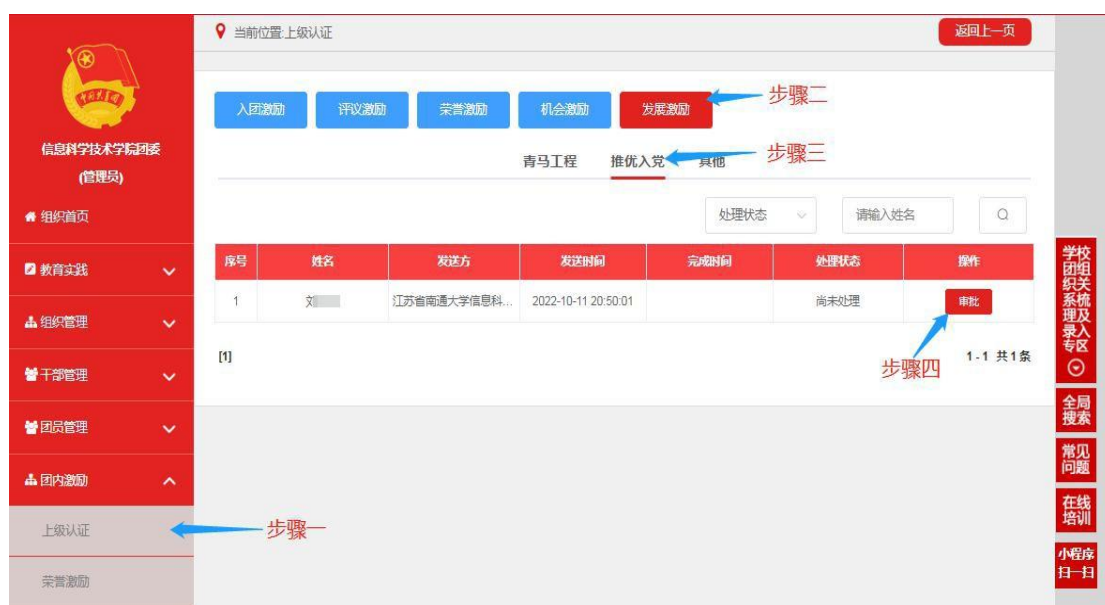 当前位置:上级认证
返回上一页
信息科学技术学院团委
(管理员)
组织首页
教育实践
组织管理
干部管理
团员管理
团内激励
上级认证
荣誉激励
入团激励
评议激励
荣誉激励
机会激励
发展激励
步骤二
青马工程
推优入党
其他
步骤三
处理状态
请输入姓名
序号 姓名 发送方 发送时间 完成时间 处理状态 操作
1 刘 江苏省南通大学信息科... 2022-10-11 20:50:01 尚未处理 审批
[1]
步骤四
1-1 共1条
步骤一
学校
团组
织关
系统
理及
录入
专区
全局
搜索
常见
问题
在线
培训
小程序
扫一扫